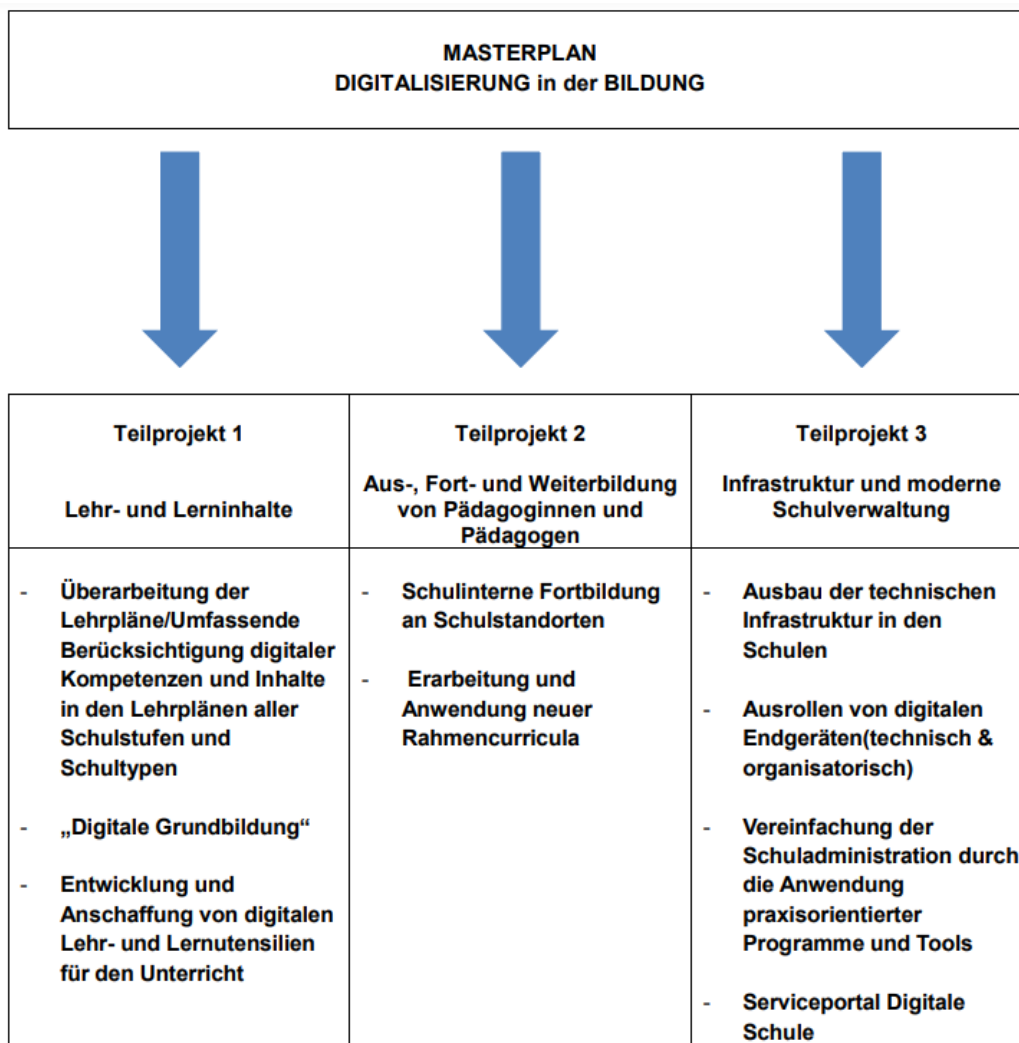 MASTERPLAN
DIGITALISIERUNG in der BILDUNG
Teilprojekt 1
Lehr- und Lerninhalte
- Überarbeitung der
Lehrpläne/Umfassende
Berücksichtigung digitaler
Kompetenzen und Inhalte
in den Lehrplänen aller
Schulstufen und
Schultypen
- „Digitale Grundbildung“
- Entwicklung und
Anschaffung von digitalen
Lehr- und Lernutensilien
für den Unterricht
Teilprojekt 2
Aus-, Fort- und Weiterbildung
von Pädagoginnen und
Pädagogen
- Schulinterne Fortbildung
an Schulstandorten
- Erarbeitung und
Anwendung neuer
Rahmencurricula
Teilprojekt 3
Infrastruktur und moderne
Schulverwaltung
- Ausbau der technischen
Infrastruktur in den
Schulen
- Ausrollen von digitalen
Endgeräten(technisch &
organisatorisch)
- Vereinfachung der
Schuladministration durch
die Anwendung
praxisorientierter
Programme und Tools
- Serviceportal Digitale
Schule